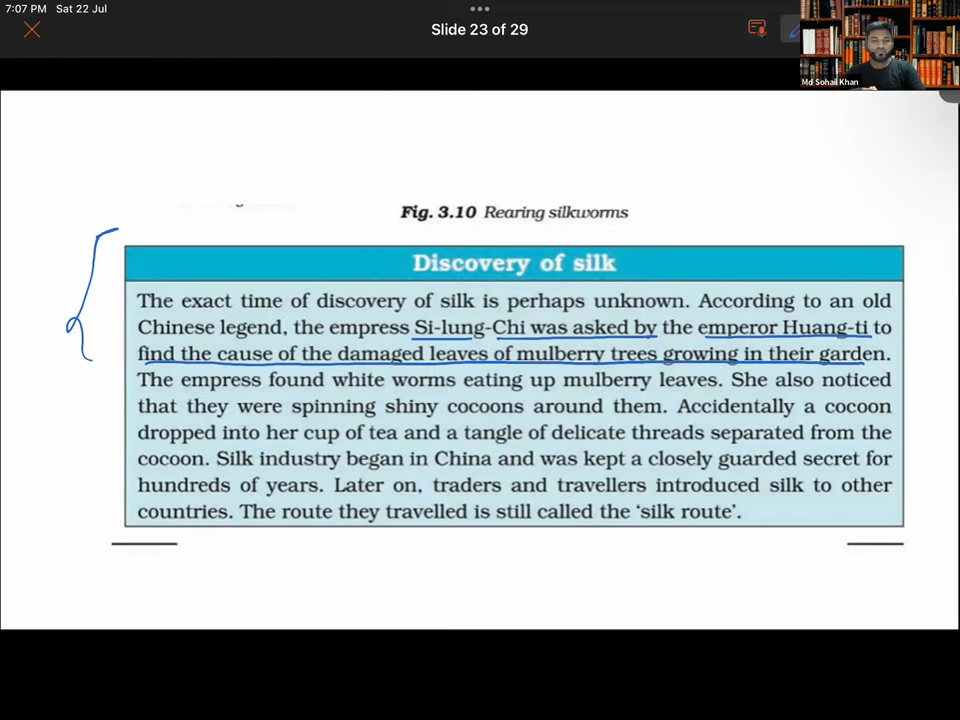 7:07 PM Sat 22 Jul
Slide 23 of 29
Md Sohail Khan
Fig. 3.10 Rearing silkworms
Discovery of silk
The exact time of discovery of silk is perhaps unknown. According to an old
Chinese legend, the empress Si-lung-Chi was asked by the emperor Huang-ti to
find the cause of the damaged leaves of mulberry trees growing in their garden.
The empress found white worms eating up mulberry leaves. She also noticed
that they were spinning shiny cocoons around them. Accidentally a cocoon
dropped into her cup of tea and a tangle of delicate threads separated from the
cocoon. Silk industry began in China and was kept a closely guarded secret for
hundreds of years. Later on, traders and travellers introduced silk to other
countries. The route they travelled is still called the ‘silk route’.